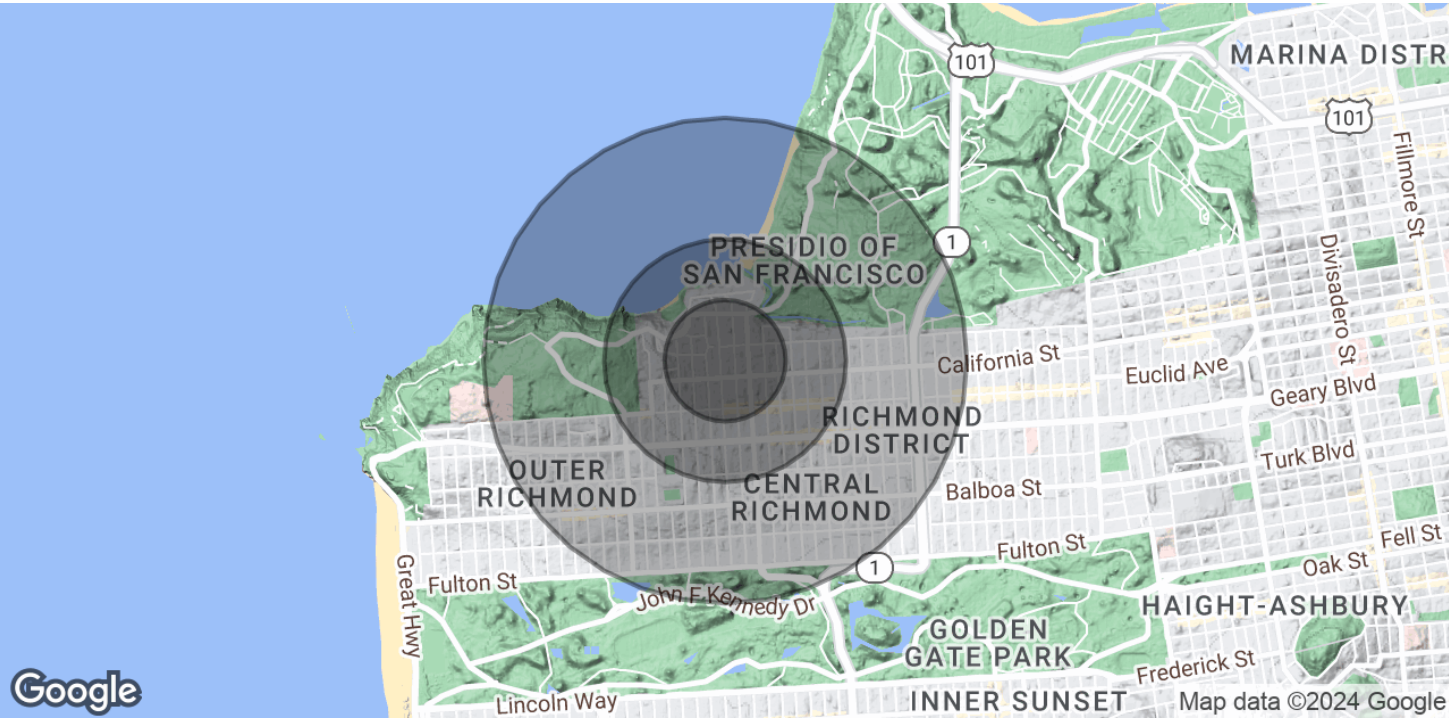 MARINA DISTR
101
101
Fillmore St
1
PRESIDIO OF
SAN FRANCISCO
Divisadero St
California St
Euclid Ave
Geary Blvd
RICHMOND
DISTRICT
Turk Blvd
OUTER
RICHMOND
CENTRAL
RICHMOND
Balboa St
Fell St
Fulton St
Oak St
1
Great Hwy
Fulton St
John F Kennedy Dr
HAIGHT-ASHBURY
GOLDEN
GATE PARK
Frederick St
Google
Lincoln Way
INNER SUNSET
Map data ©2024 Google